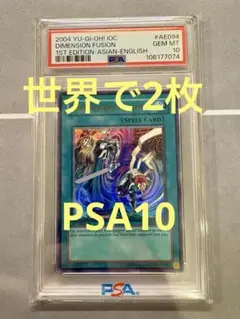 2004 YU-GI-OH! IOC
#AE094
DIMENSION FUSION
GEM MT
1ST EDITION-ASIAN-ENGLISH
10
PSA
106177074
世界で2枚
[SPELL CARD]
PSA10
PSA